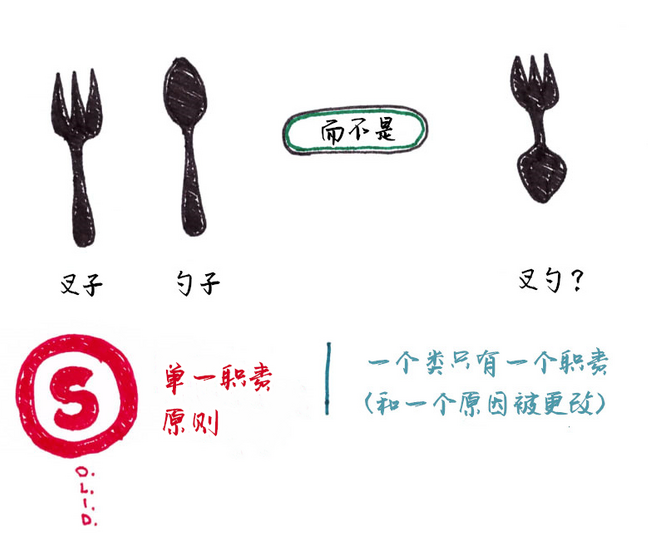 而不是
叉子
勺子
叉勺？
S
O.
L.
I.
D.
单一职责
原则
一个类只有一个职责
（和一个原因被更改）